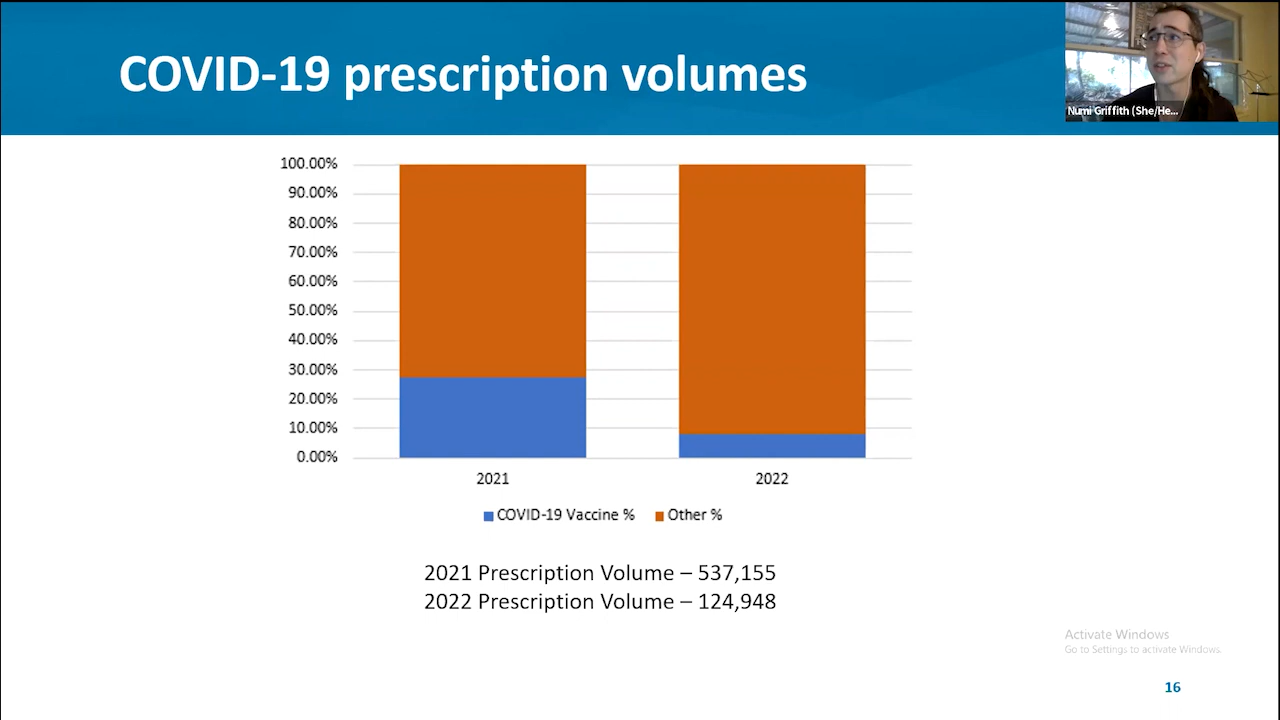 COVID-19 prescription volumes
Numi Griffith (She/He...
100.00%
90.00%
80.00%
70.00%
60.00%
50.00%
40.00%
30.00%
20.00%
10.00%
0.00%
2021 2022
COVID-19 Vaccine % Other %
2021 Prescription Volume – 537,155
2022 Prescription Volume – 124,948
Activate Windows
Go to Settings to activate Windows.
16